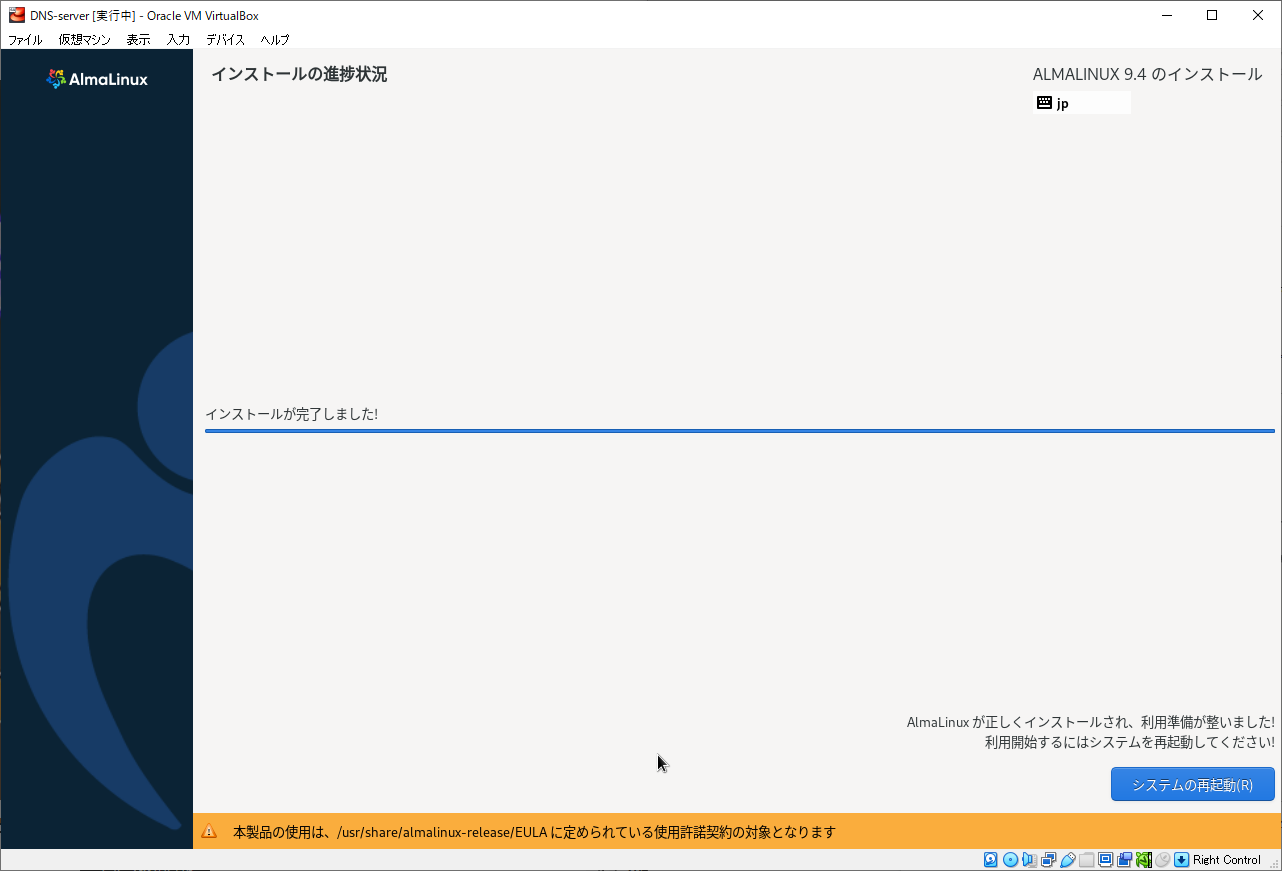 DNS-server [実行中] - Oracle VM VirtualBox
ファイル 仮想マシン 表示 入力 デバイス ヘルプ
AlmaLinux
インストールの進捗状況
ALMALINUX 9.4 のインストール
jp
インストールが完了しました!
AlmaLinux が正しくインストールされ、利用準備が整いました!
利用開始するにはシステムを再起動してください!
システムの再起動(R)
本製品の使用は、/usr/share/almalinux-release/EULA に定められている使用許諾契約の対象となります
Right Control